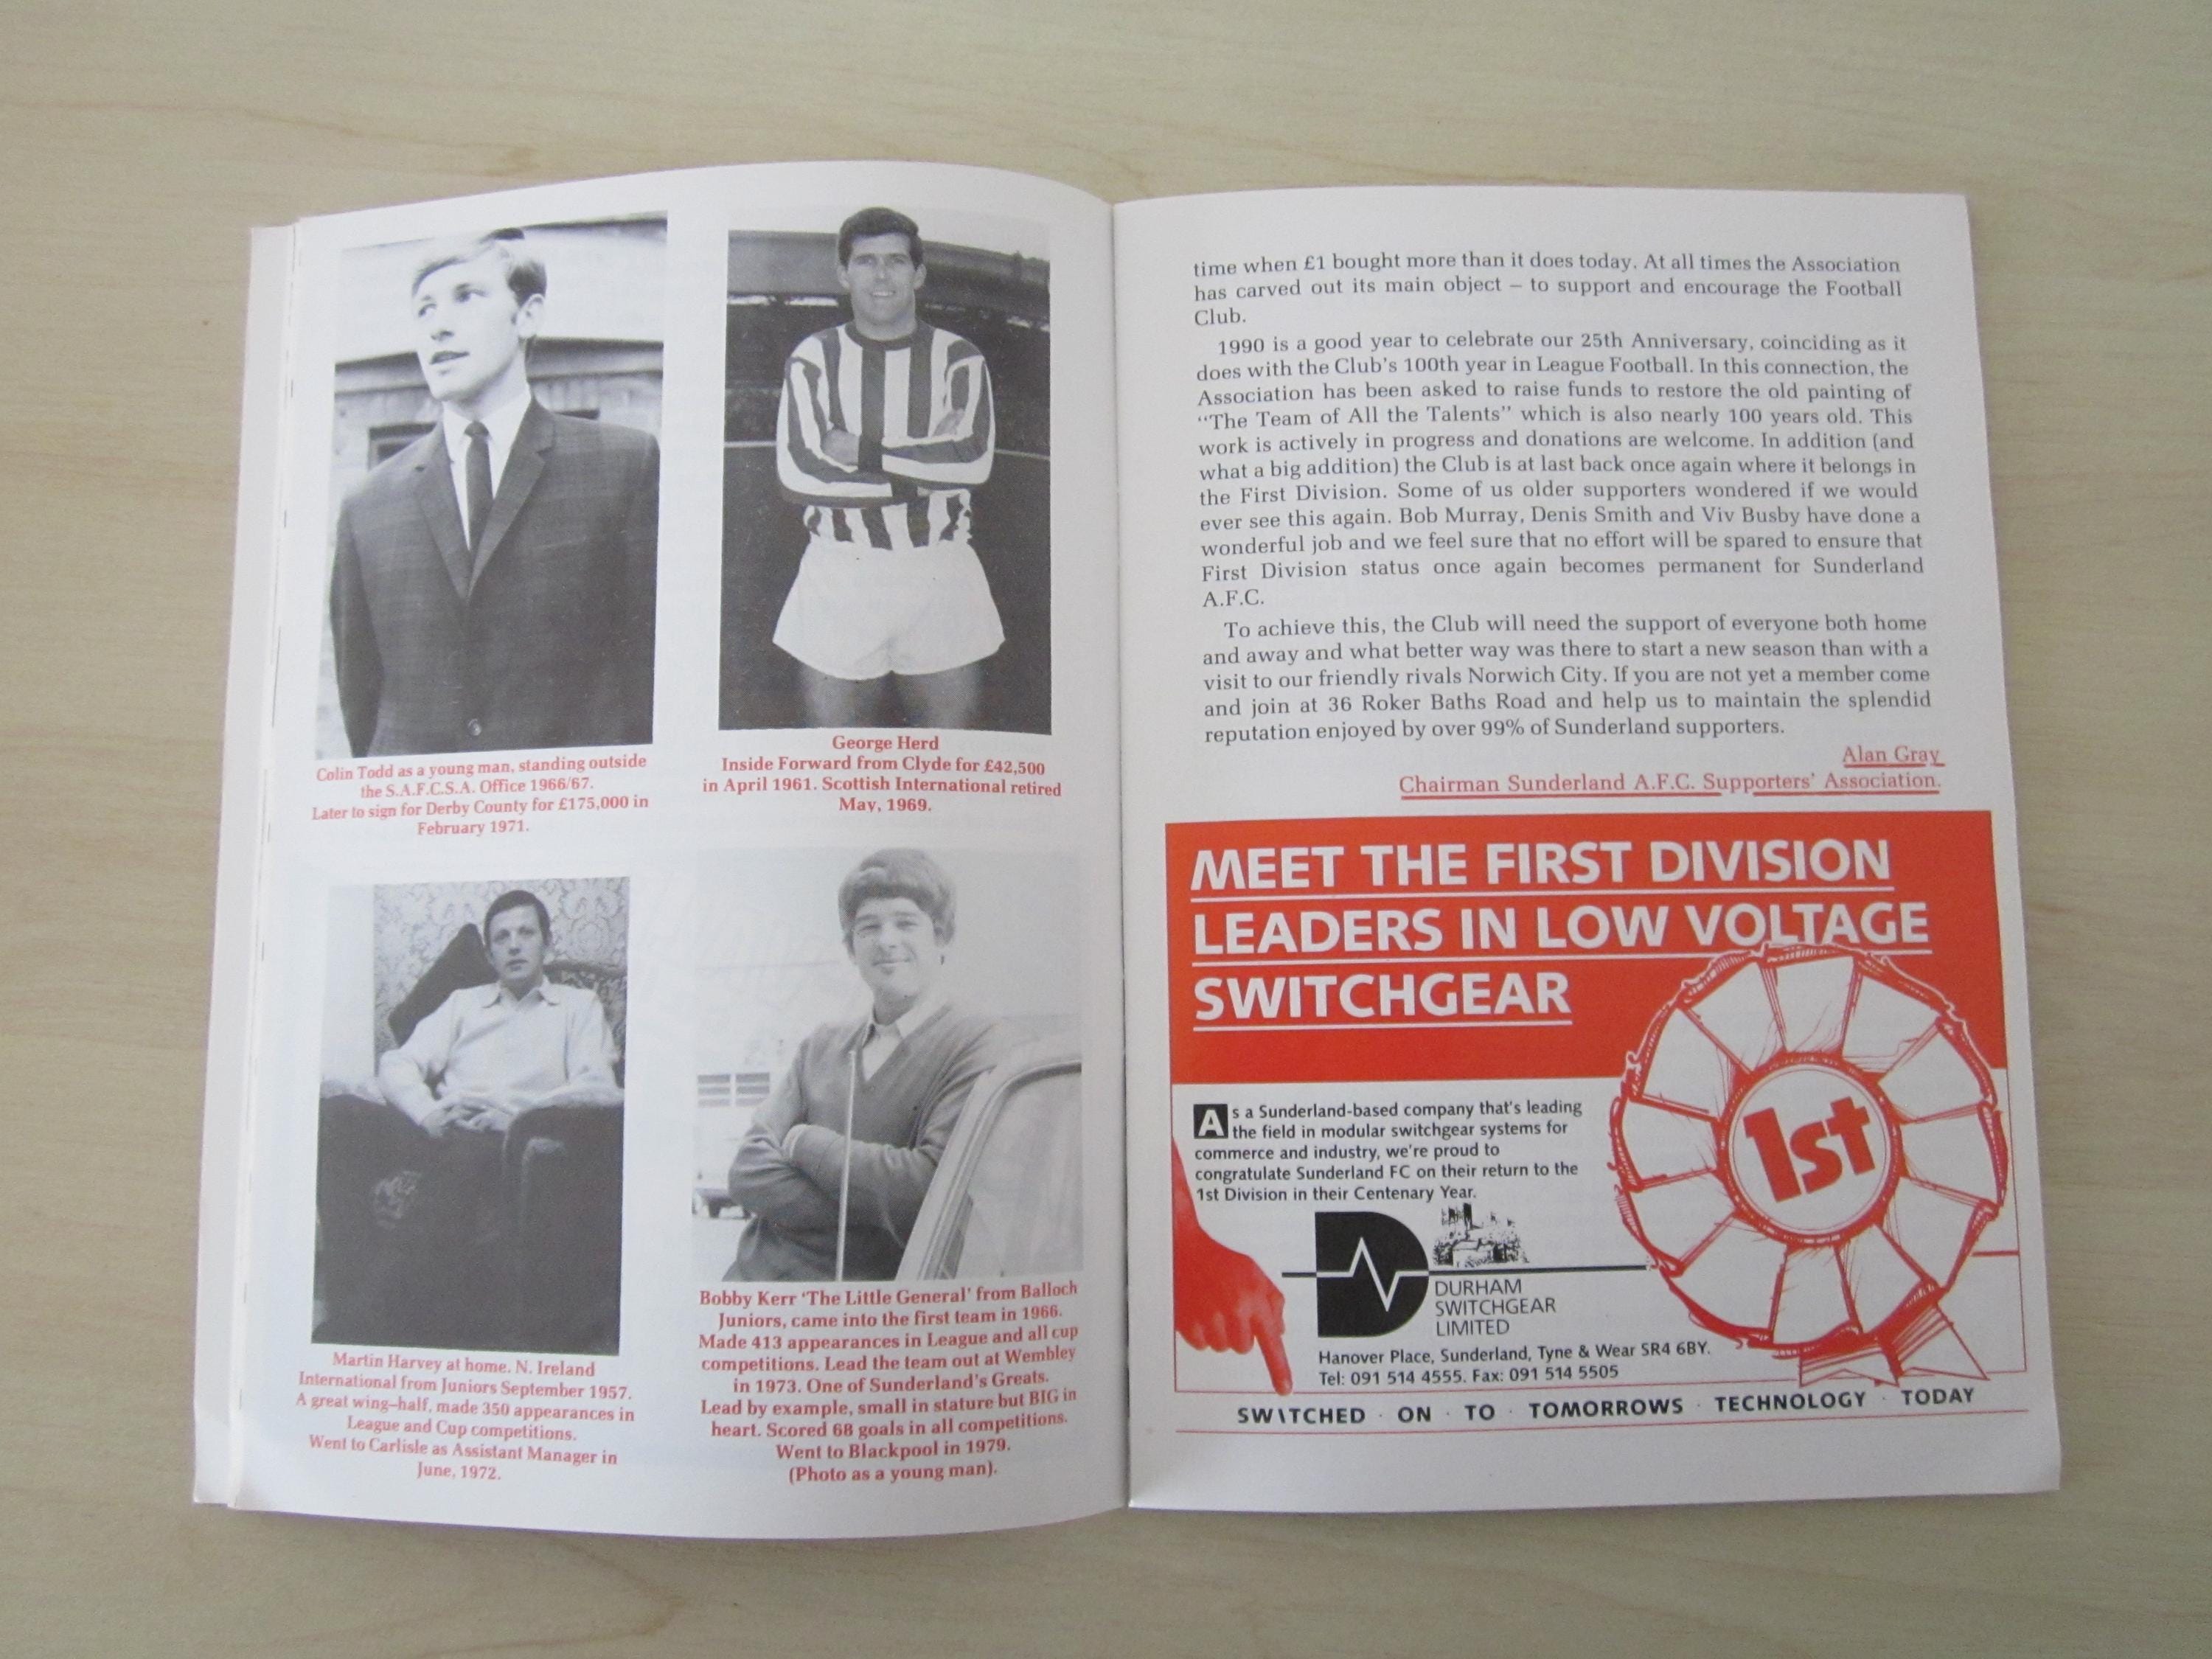 Colin Todd as a young man, standing outside
the S.A.F.C.S.A. Office 1966/67.
Later to sign for Derby County for £175,000 in
February 1971.
George Herd
Inside Forward from Clyde for £42,500
in April 1961. Scottish International retired
May, 1969.
Martin Harvey at home. N. Ireland
International from Juniors September 1957.
A great wing–half, made 350 appearances in
League and Cup competitions.
Went to Carlisle as Assistant Manager in
June, 1972.
Bobby Kerr ‘The Little General’ from Balloch
Juniors, came into the first team in 1966.
Made 413 appearances in League and all cup
competitions. Lead the team out at Wembley
in 1973. One of Sunderland's Greats.
Lead by example, small in stature but BIG in
heart. Scored 68 goals in all competitions.
Went to Blackpool in 1979.
(Photo as a young man).
time when £1 bought more than it does today. At all times the Association
has carved out its main object – to support and encourage the Football
Club.
1990 is a good year to celebrate our 25th Anniversary, coinciding as it
does with the Club's 100th year in League Football. In this connection, the
Association has been asked to raise funds to restore the old painting of
“The Team of All the Talents” which is also nearly 100 years old. This
work is actively in progress and donations are welcome. In addition (and
what a big addition) the Club is at last back once again where it belongs in
the First Division. Some of us older supporters wondered if we would
ever see this again. Bob Murray, Denis Smith and Viv Busby have done a
wonderful job and we feel sure that no effort will be spared to ensure that
First Division status once again becomes permanent for Sunderland
A.F.C.
To achieve this, the Club will need the support of everyone both home
and away and what better way was there to start a new season than with a
visit to our friendly rivals Norwich City. If you are not yet a member come
and join at 36 Roker Baths Road and help us to maintain the splendid
reputation enjoyed by over 99% of Sunderland supporters.
Alan Gray
Chairman Sunderland A.F.C. Supporters’ Association.
MEET THE FIRST DIVISION
LEADERS IN LOW VOLTAGE
SWITCHGEAR
As a Sunderland-based company that's leading
the field in modular switchgear systems for
commerce and industry, we're proud to
congratulate Sunderland FC on their return to the
1st Division in their Centenary Year.
1st
DURHAM
SWITCHGEAR
LIMITED
Hanover Place, Sunderland, Tyne & Wear SR4 6BY.
Tel: 091 514 4555. Fax: 091 514 5505
SWITCHED · ON · TO · TOMORROWS · TECHNOLOGY · TODAY